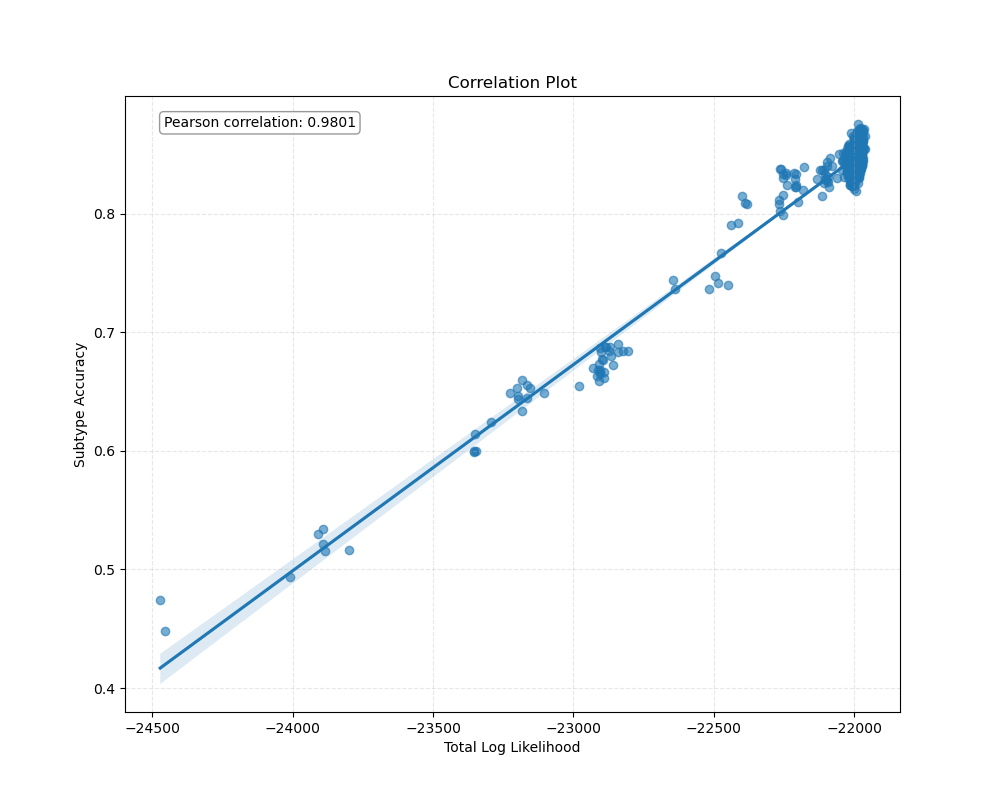 Correlation Plot
Pearson correlation: 0.9801
Subtype Accuracy
0.8
0.7
0.6
0.5
0.4
−24500 −24000 −23500 −23000 −22500 −22000
Total Log Likelihood